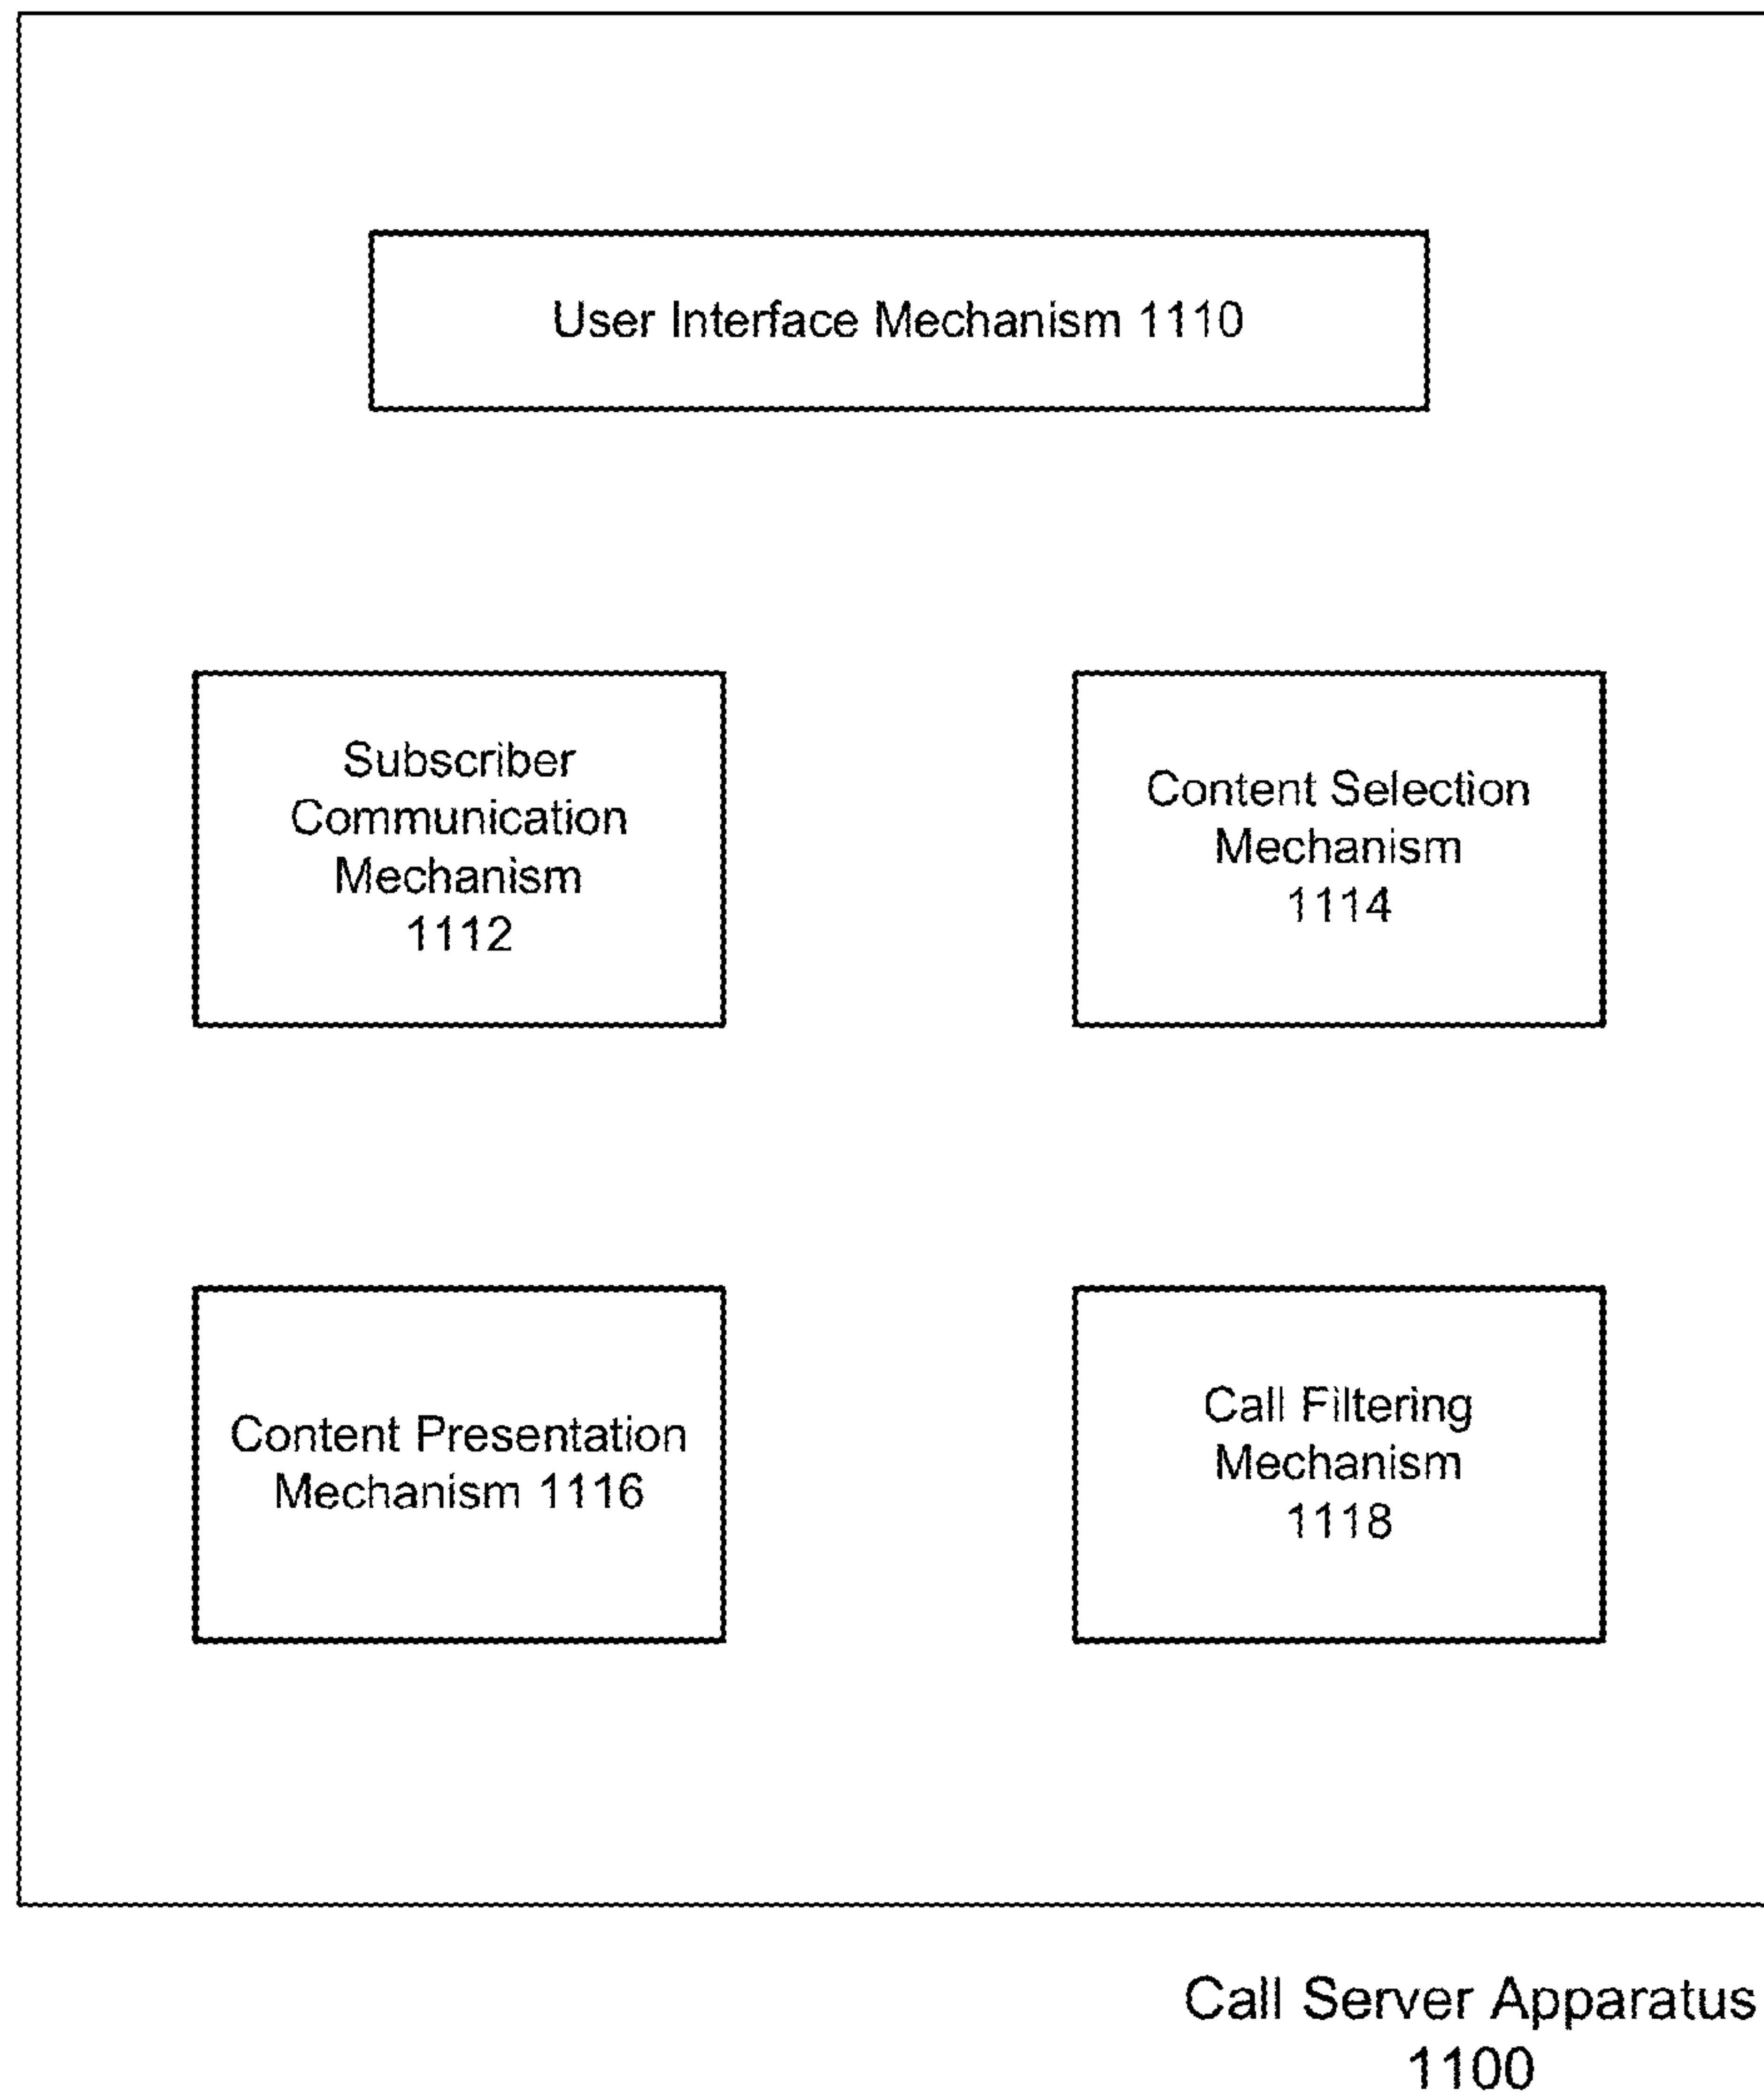 User Interface Mechanism 1110
Subscriber
Communication
Mechanism
1112
Content Selection
Mechanism
1114
Content Presentation
Mechanism 1116
Call Filtering
Mechanism
1118
Call Server Apparatus
1100